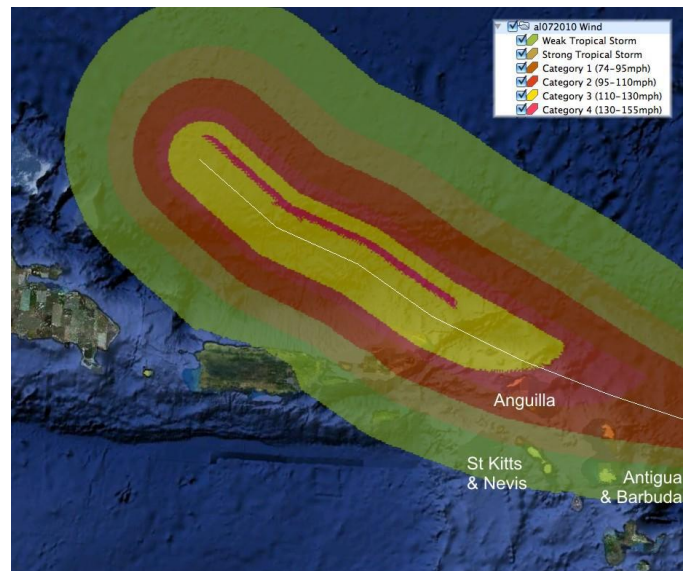 al072010 Wind
Weak Tropical Storm
Strong Tropical Storm
Category 1 (74-95mph)
Category 2 (95-110mph)
Category 3 (110-130mph)
Category 4 (130-155mph)
Anguilla
St Kitts
& Nevis
Antigua
& Barbuda